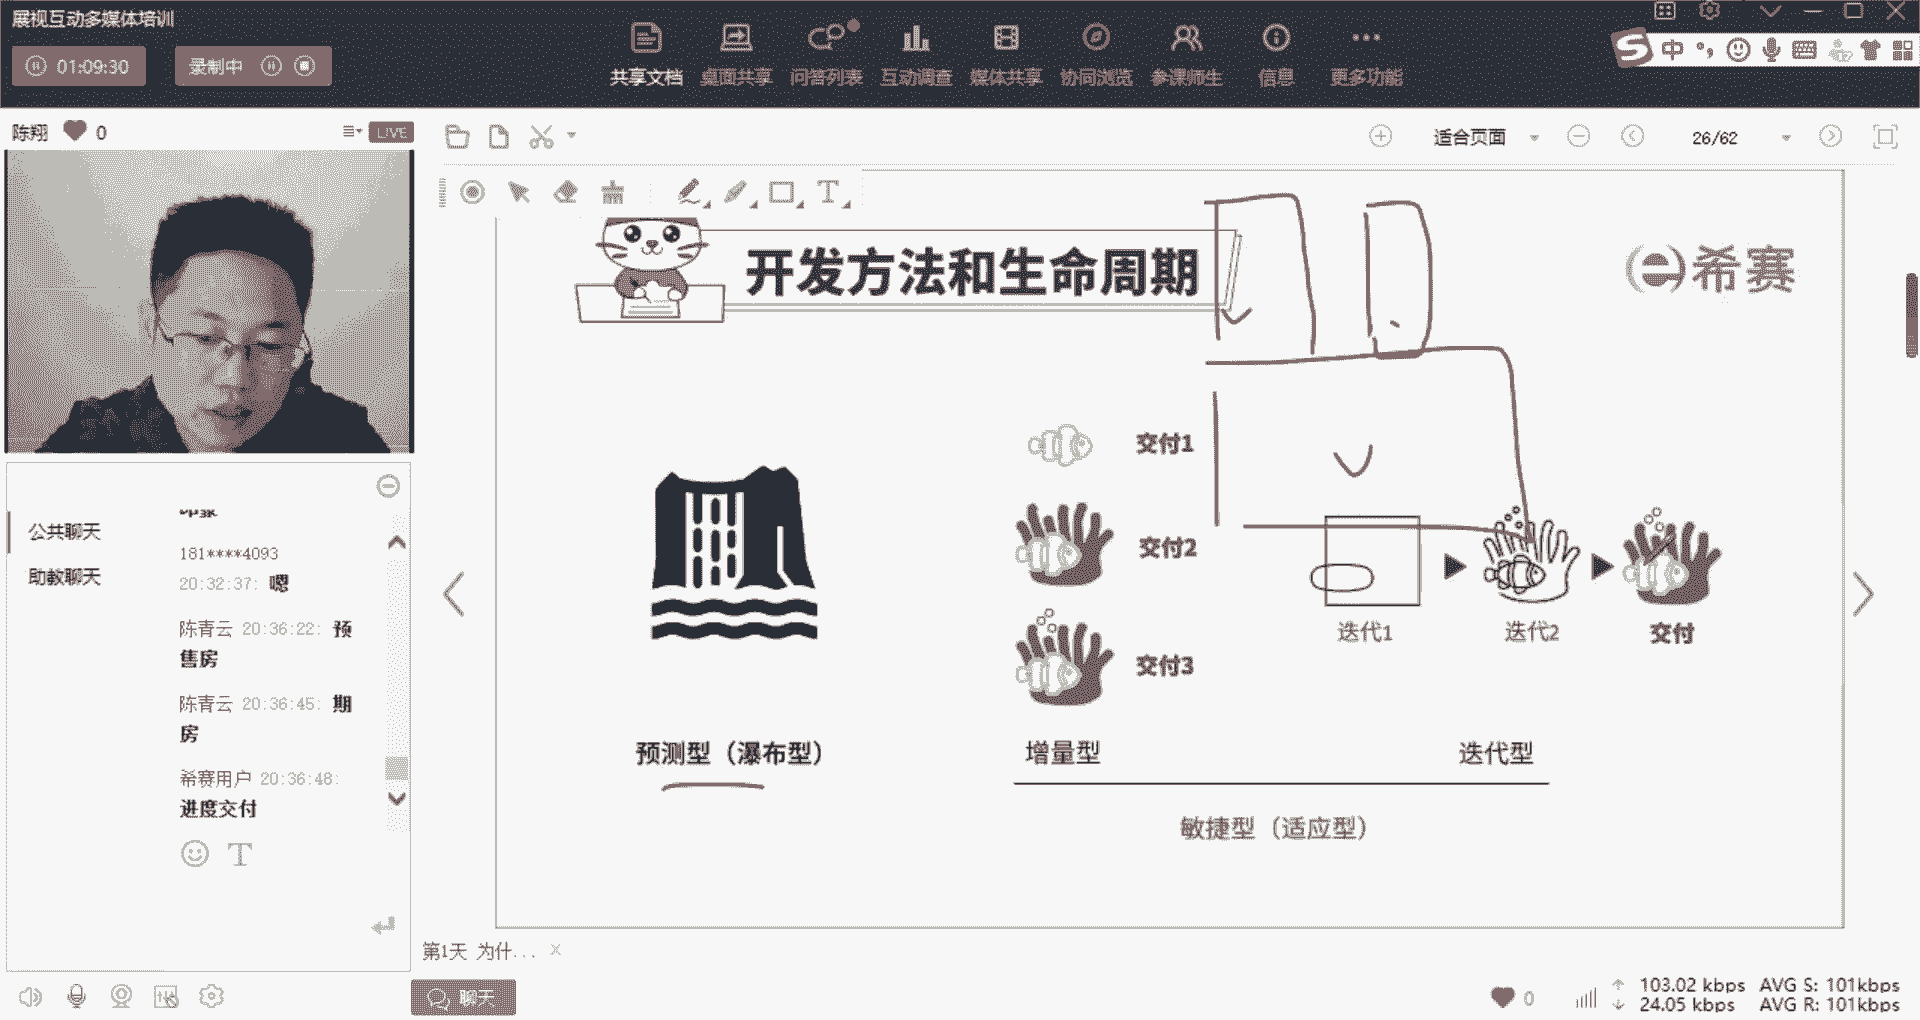 展视互动多媒体培训
01:09:30
录制中
共享文档
桌面共享
问答列表
互动调查
媒体共享
协同浏览
参课师生
信息
更多功能
中
陈翔 0
LIVE
适合页面
26/62
T
开发方法和生命周期
希赛
公共聊天
助教聊天
181****4093
20:32:37: 嗯
陈青云 20:36:22: 预
售房
陈青云 20:36:45: 期
房
希赛用户 20:36:48:
进度交付
T
交付1
交付2
交付3
迭代1
迭代2
交付
预测型（瀑布型）
增量型
迭代型
敏捷型（适应型）
第1天 为什...
聊天
0
103.02 kbps AVG S: 101kbps
24.05 kbps AVG R: 101kbps